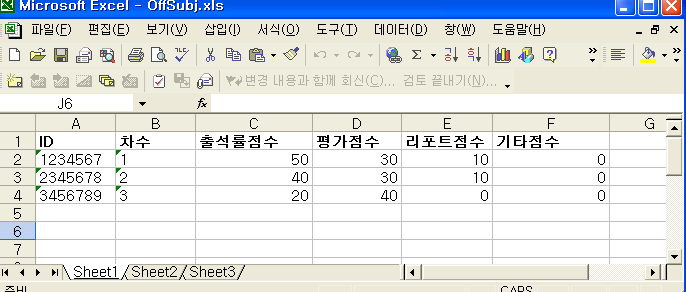 Microsoft Excel - OffSubj.xls
파일(F) 편집(E) 보기(V) 삽입(I) 서식(O) 도구(T) 데이터(D) 창(W) 도움말(H)
변경 내용과 함께 회신(C)... 검토 끝내기(N)...
J6 fx
A B C D E F G
1 ID 차수 출석률점수 평가점수 리포트점수 기타점수
2 1234567 1 50 30 10 0
3 2345678 2 40 30 10 0
4 3456789 3 20 40 0 0
5
6
7
Sheet1 Sheet2 Sheet3
준비 CAPS